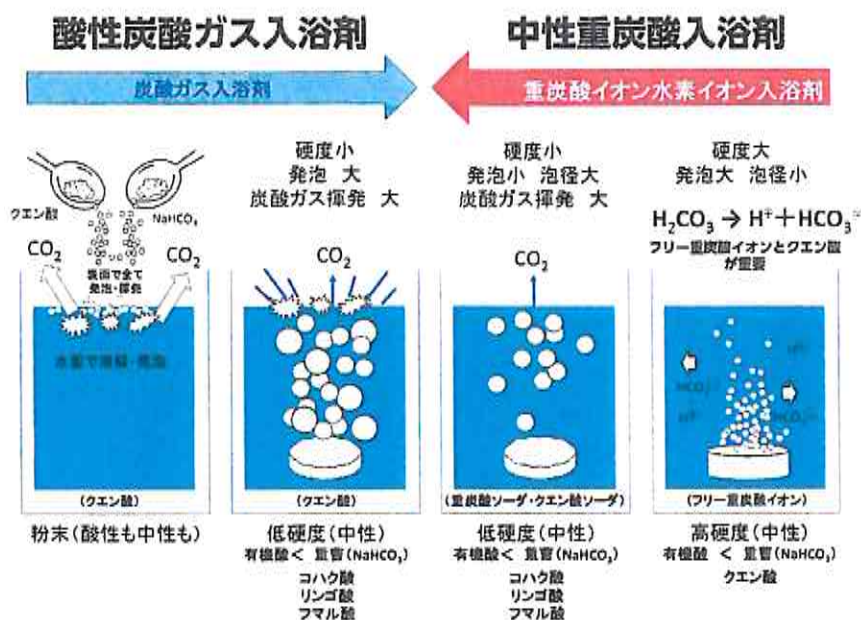 酸性炭酸ガス入浴剤
中性重炭酸入浴剤
炭酸ガス入浴剤
重炭酸イオン水素イオン入浴剤
クエン酸
NaHCO₃
CO₂
CO₂
表面で全て
発泡・揮発
(クエン酸)
粉末(酸性も中性も)
硬度小
発泡 大
炭酸ガス揮発 大
CO₂
(クエン酸)
低硬度(中性)
有機酸< 重曹(NaHCO₃)
コハク酸
リンゴ酸
フマル酸
硬度小
発泡小 泡径大
炭酸ガス揮発 大
CO₂
(重炭酸ソーダ・クエン酸ソーダ)
低硬度(中性)
有機酸< 重曹(NaHCO₃)
コハク酸
リンゴ酸
フマル酸
硬度大
発泡大 泡径小
H₂CO₃ → H⁺+HCO₃⁻
フリー重炭酸イオンとクエン酸
が重要
(フリー重炭酸イオン)
高硬度(中性)
有機酸 < 重曹(NaHCO₃)
クエン酸